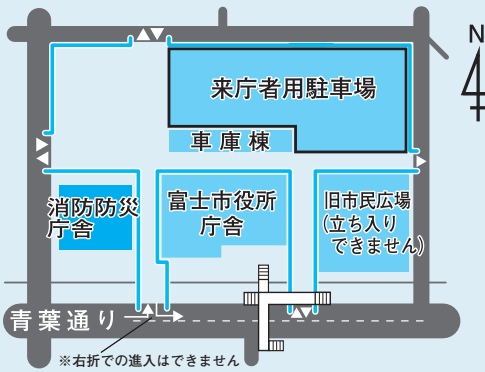 N
来庁者用駐車場
車庫棟
消防防災
庁舎
富士市役所
庁舎
旧市民広場
(立ち入り
できません)
青葉通り
※右折での進入はできません